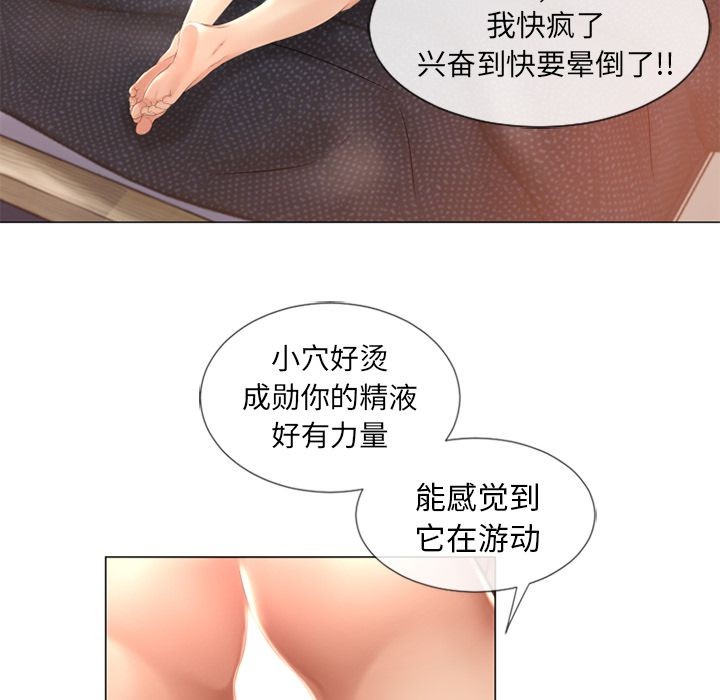 我快疯了
兴奋到快要晕倒了!!
小穴好烫
成勋你的精液
好有力量
能感觉到
它在游动